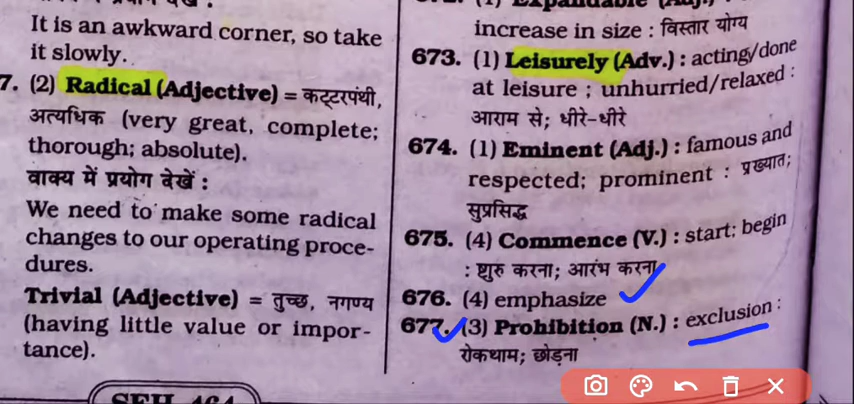 It is an awkward corner, so take
it slowly.
7. (2) Radical (Adjective) = कट्टरपंथी,
अत्यधिक (very great, complete;
thorough; absolute).
वाक्य में प्रयोग देखें :
We need to make some radical
changes to our operating proce-
dures.
Trivial (Adjective) = तुच्छ, नगण्य
(having little value or impor-
tance).
increase in size : विस्तार योग्य
673. (1) Leisurely (Adv.) : acting/done
at leisure ; unhurried/relaxed :
आराम से; धीरे-धीरे
674. (1) Eminent (Adj.) : famous and
respected; prominent : प्रख्यात;
सुप्रसिद्ध
675. (4) Commence (V.) : start; begin
: शुरु करना; आरंभ करना
676. (4) emphasize
677. (3) Prohibition (N.) : exclusion :
रोकथाम; छोड़ना